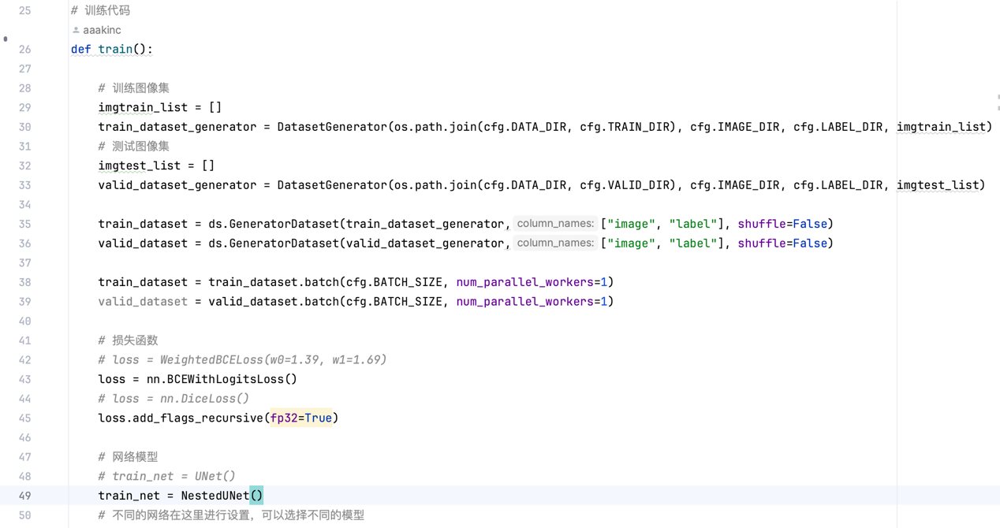 25 # 训练代码
aaakinc
26 def train():
27
28 # 训练图像集
29 imgtrain_list = []
30 train_dataset_generator = DatasetGenerator(os.path.join(cfg.DATA_DIR, cfg.TRAIN_DIR), cfg.IMAGE_DIR, cfg.LABEL_DIR, imgtrain_list)
31 # 测试图像集
32 imgtest_list = []
33 valid_dataset_generator = DatasetGenerator(os.path.join(cfg.DATA_DIR, cfg.VALID_DIR), cfg.IMAGE_DIR, cfg.LABEL_DIR, imgtest_list)
34
35 train_dataset = ds.GeneratorDataset(train_dataset_generator, column_names: ["image", "label"], shuffle=False)
36 valid_dataset = ds.GeneratorDataset(valid_dataset_generator, column_names: ["image", "label"], shuffle=False)
37
38 train_dataset = train_dataset.batch(cfg.BATCH_SIZE, num_parallel_workers=1)
39 valid_dataset = valid_dataset.batch(cfg.BATCH_SIZE, num_parallel_workers=1)
40
41 # 损失函数
42 # loss = WeightedBCELoss(w0=1.39, w1=1.69)
43 loss = nn.BCEWithLogitsLoss()
44 # loss = nn.DiceLoss()
45 loss.add_flags_recursive(fp32=True)
46
47 # 网络模型
48 # train_net = UNet()
49 train_net = NestedUNet()
50 # 不同的网络在这里进行设置，可以选择不同的模型